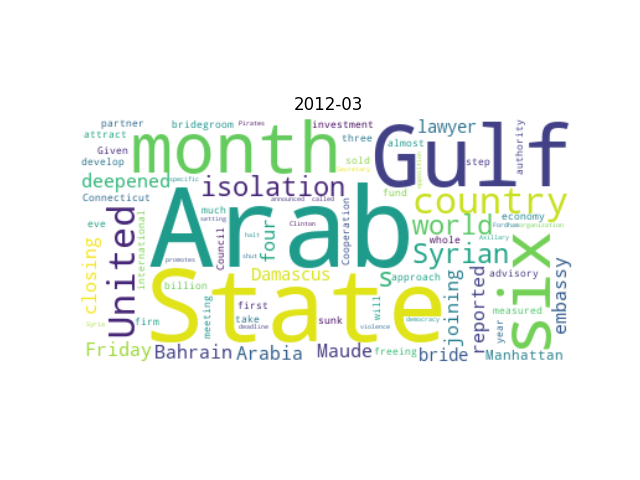 2012-03
partner
bridegroom
Pirates
investment
lawyer
attract
month
three
almost
Gulf
authority
Given
develop
sold
Secretary
step
deepened
specific
isolation
fund
country
Connecticut
announced
called
eve
United
international
Arab
much
setting
Council
Clinton
four
Cooperation
world
whole
economy
Fordham
organization
Axillary
Syrian
six
closing
halt
shut
promotes
Damascus
s
approach
joining
reported
advisory
embassy
billion
State
will
Syria
firm
meeting
first
take
deadline
sunk
violence
democracy
measured
year
Friday
Bahrain
Arabia
Maude
freeing
bride
Manhattan